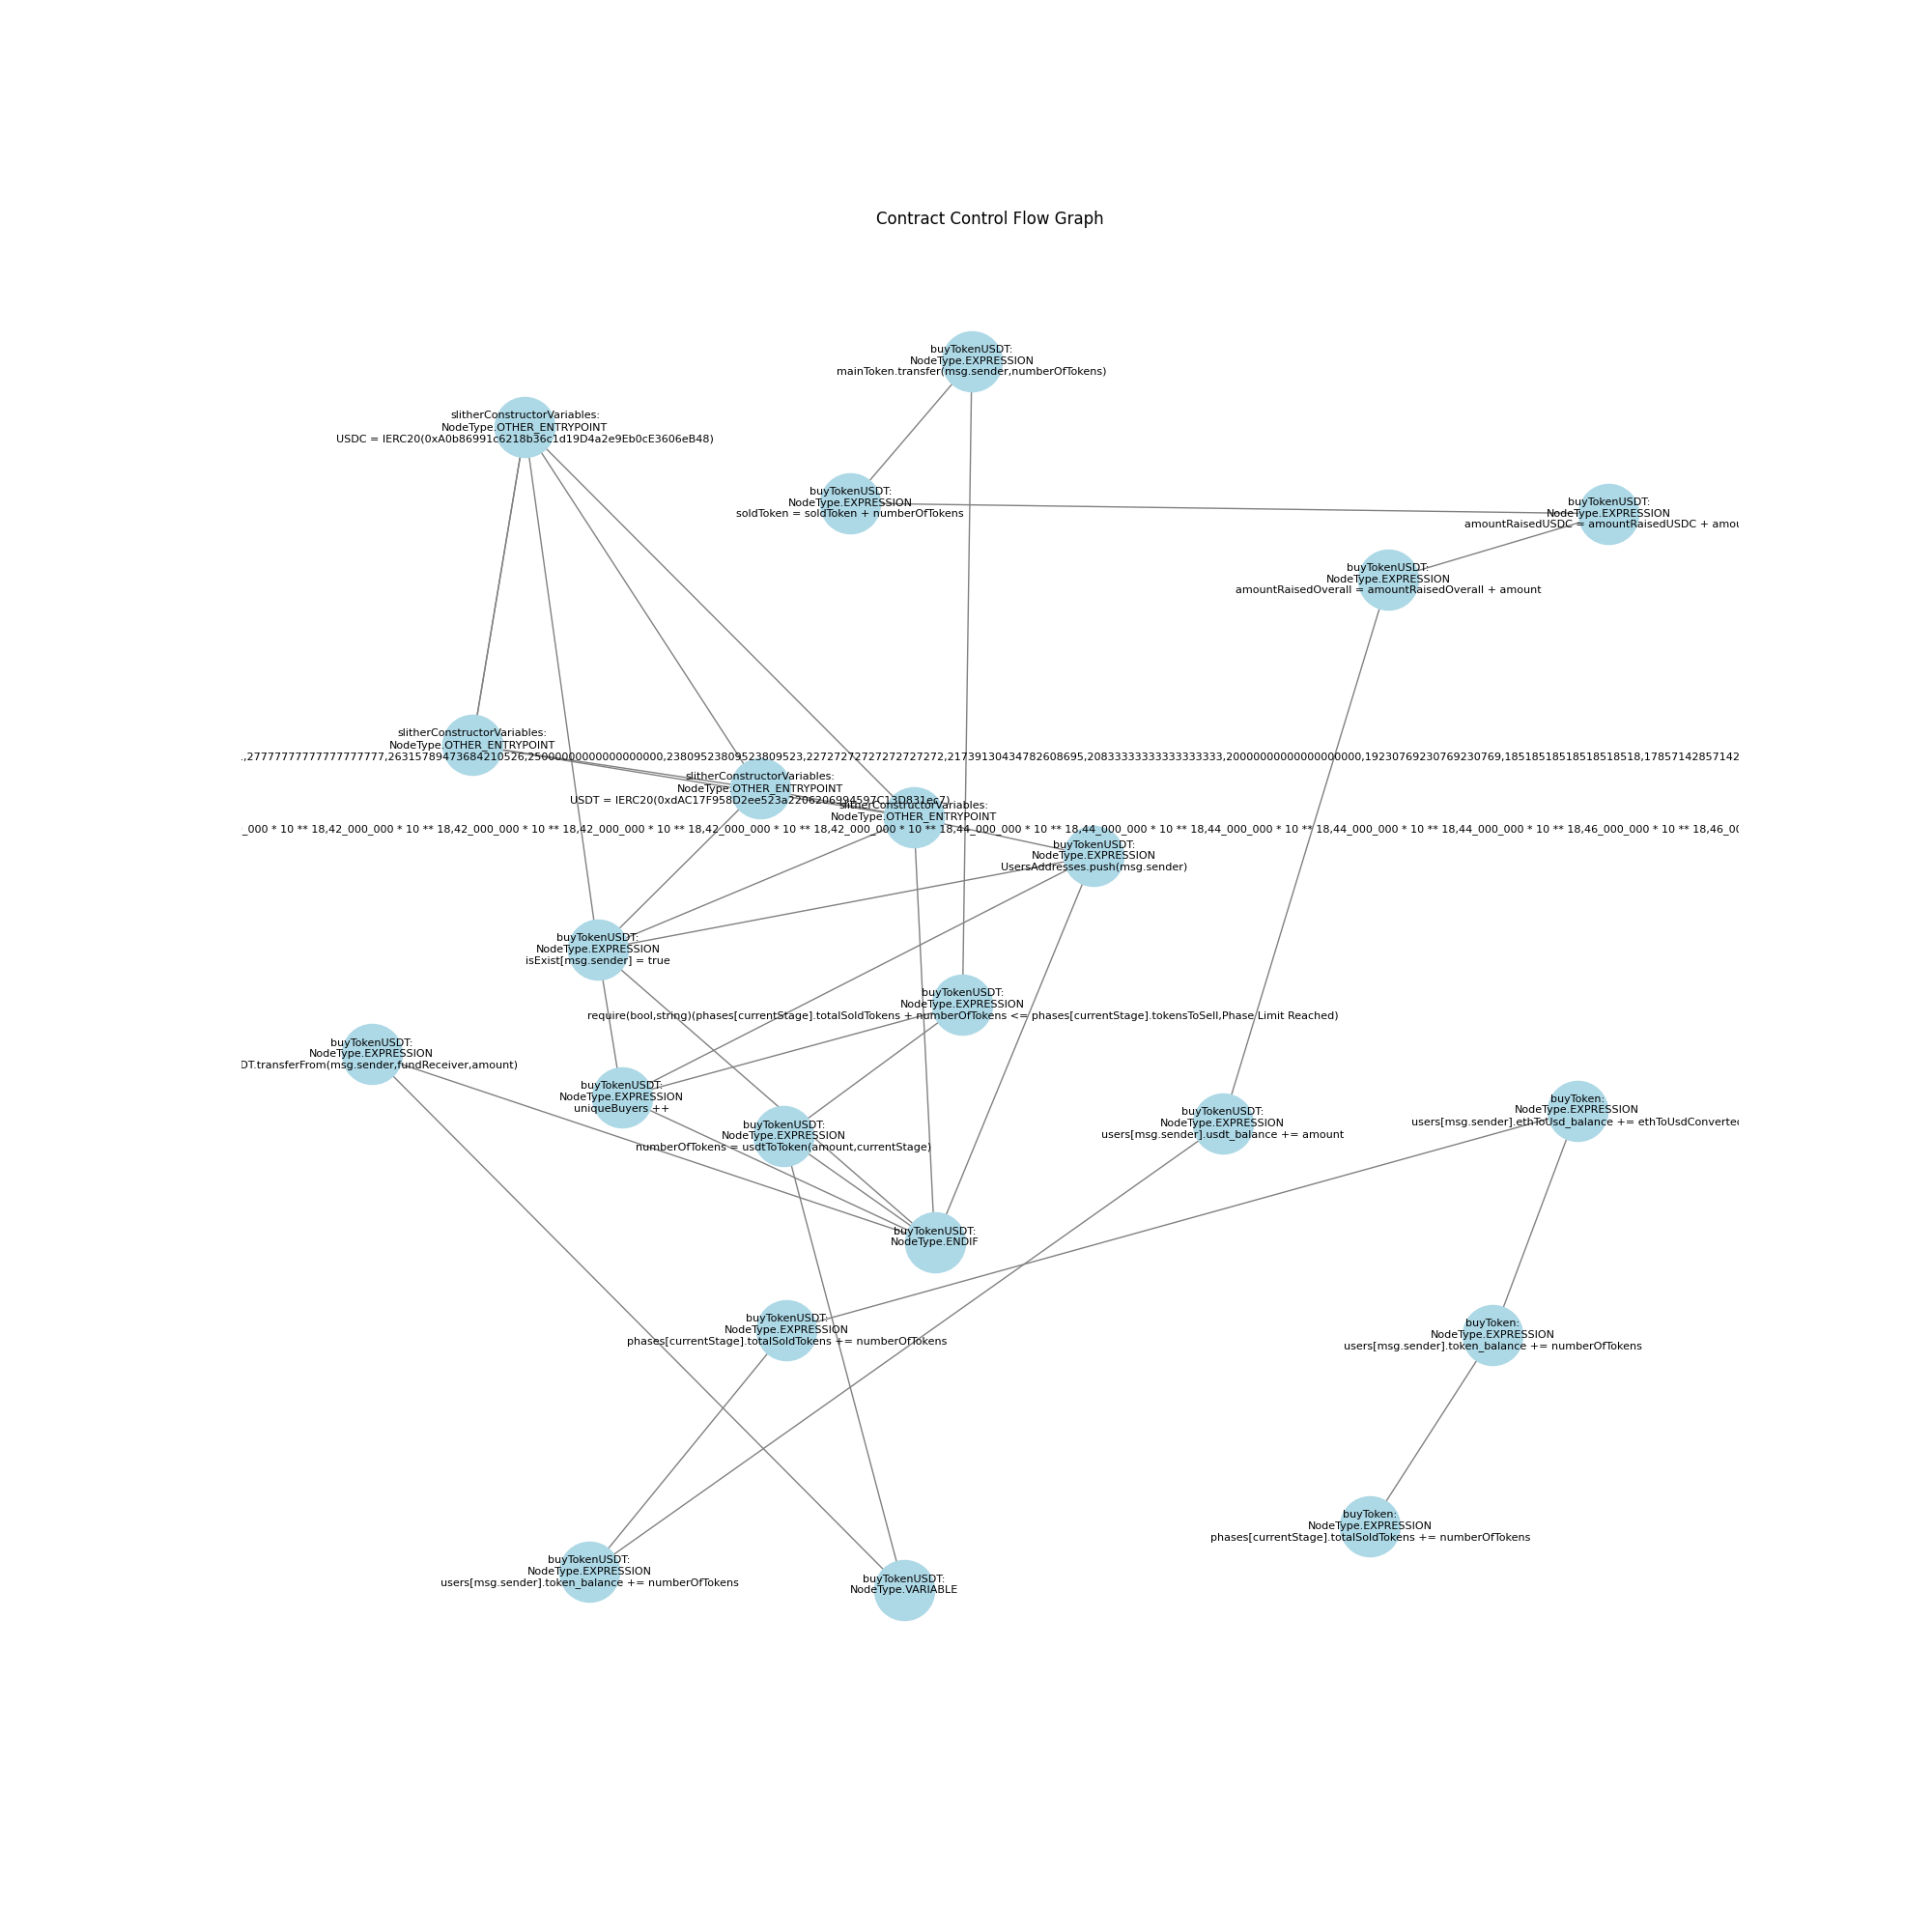 Contract Control Flow Graph
buyTokenUSDT:
NodeType.EXPRESSION
mainToken.transfer(msg.sender,numberOfTokens)
slitherConstructorVariables:
NodeType.OTHER_ENTRYPOINT
USDC = IERC20(0xA0b86991c6218b36c1d19D4a2e9Eb0cE3606eB48)
buyTokenUSDT:
NodeType.EXPRESSION
soldToken = soldToken + numberOfTokens
buyTokenUSDT:
NodeType.EXPRESSION
amountRaisedUSDC = amountRaisedUSDC + amou
buyTokenUSDT:
NodeType.EXPRESSION
amountRaisedOverall = amountRaisedOverall + amount
slitherConstructorVariables:
NodeType.OTHER_ENTRYPOINT
,27777777777777777777,26315789473684210526,25000000000000000000,23809523809523809523,22727272727272727272,21739130434782608695,20833333333333333333,20000000000000000000,19230769230769230769,18518518518518518518,17857142857142
slitherConstructorVariables:
NodeType.OTHER_ENTRYPOINT
USDT = IERC20(0xdAC17F958D2ee523a2206206994597C13D831ec7)
slitherConstructorVariables:
NodeType.OTHER_ENTRYPOINT
_000 * 10 ** 18,42_000_000 * 10 ** 18,42_000_000 * 10 ** 18,42_000_000 * 10 ** 18,42_000_000 * 10 ** 18,42_000_000 * 10 ** 18,44_000_000 * 10 ** 18,44_000_000 * 10 ** 18,44_000_000 * 10 ** 18,44_000_000 * 10 ** 18,46_000_000 * 10 ** 18,46_00
buyTokenUSDT:
NodeType.EXPRESSION
UsersAddresses.push(msg.sender)
buyTokenUSDT:
NodeType.EXPRESSION
isExist[msg.sender] = true
buyTokenUSDT:
NodeType.EXPRESSION
require(bool,string)(phases[currentStage].totalSoldTokens + numberOfTokens <= phases[currentStage].tokensToSell,Phase Limit Reached)
buyTokenUSDT:
NodeType.EXPRESSION
DT.transferFrom(msg.sender,fundReceiver,amount)
buyTokenUSDT:
NodeType.EXPRESSION
uniqueBuyers ++
buyTokenUSDT:
NodeType.EXPRESSION
numberOfTokens = usdtToToken(amount,currentStage)
buyTokenUSDT:
NodeType.EXPRESSION
users[msg.sender].usdt_balance += amount
buyToken:
NodeType.EXPRESSION
users[msg.sender].ethToUsd_balance += ethToUsdConverted
buyTokenUSDT:
NodeType.ENDIF
buyTokenUSDT:
NodeType.EXPRESSION
phases[currentStage].totalSoldTokens += numberOfTokens
buyToken:
NodeType.EXPRESSION
users[msg.sender].token_balance += numberOfTokens
buyToken:
NodeType.EXPRESSION
phases[currentStage].totalSoldTokens += numberOfTokens
buyTokenUSDT:
NodeType.EXPRESSION
users[msg.sender].token_balance += numberOfTokens
buyTokenUSDT:
NodeType.VARIABLE